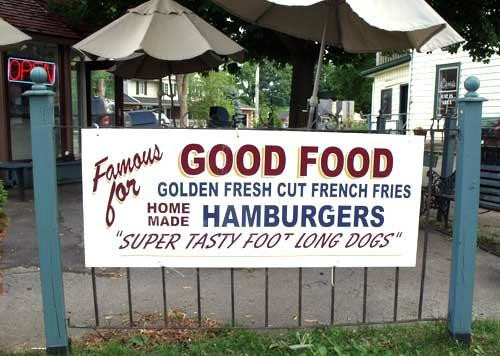 OPEN
Famous for GOOD FOOD
GOLDEN FRESH CUT FRENCH FRIES
HOME MADE HAMBURGERS
"SUPER TASTY FOOT LONG DOGS"